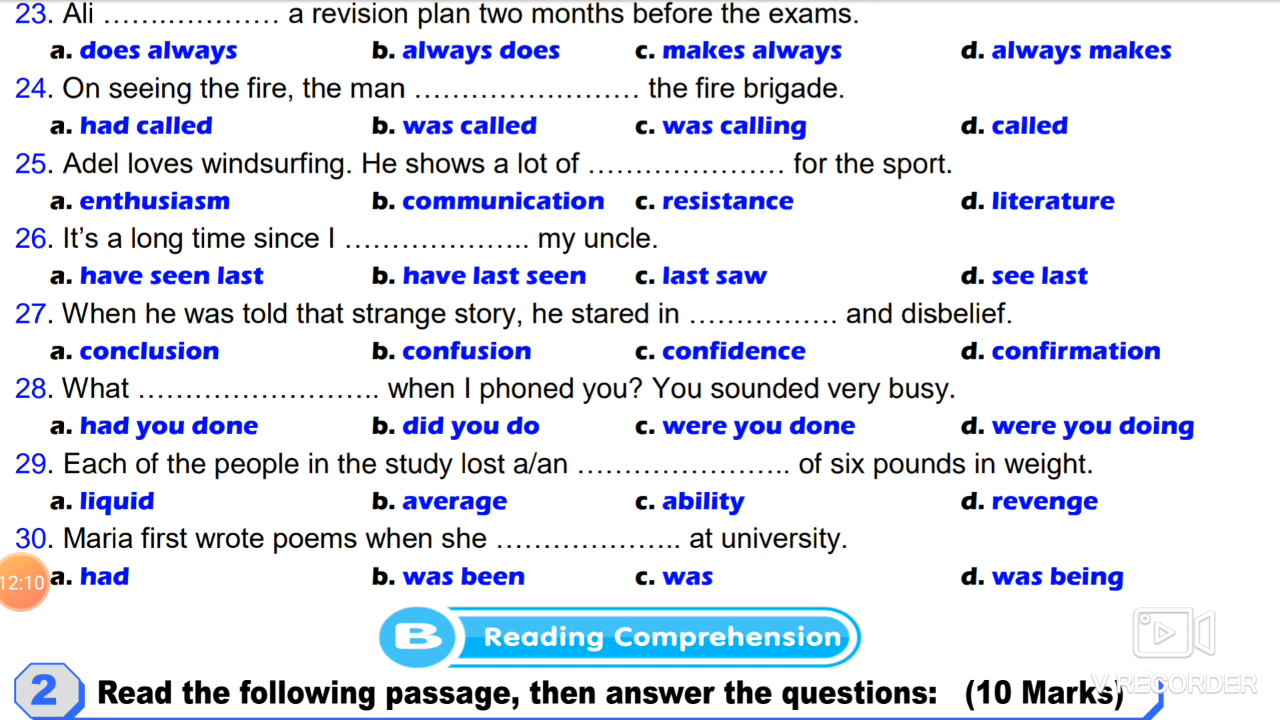 23. Ali ………………… a revision plan two months before the exams.
a. does always b. always does c. makes always d. always makes
24. On seeing the fire, the man …………………… the fire brigade.
a. had called b. was called c. was calling d. called
25. Adel loves windsurfing. He shows a lot of ………………… for the sport.
a. enthusiasm b. communication c. resistance d. literature
26. It's a long time since I ……………….. my uncle.
a. have seen last b. have last seen c. last saw d. see last
27. When he was told that strange story, he stared in ……………. and disbelief.
a. conclusion b. confusion c. confidence d. confirmation
28. What …………………….. when I phoned you? You sounded very busy.
a. had you done b. did you do c. were you done d. were you doing
29. Each of the people in the study lost a/an ………………….. of six pounds in weight.
a. liquid b. average c. ability d. revenge
30. Maria first wrote poems when she ……………….. at university.
12:10 a. had b. was been c. was d. was being
B Reading Comprehension
2 Read the following passage, then answer the questions: (10 Marks)
V RECORDER